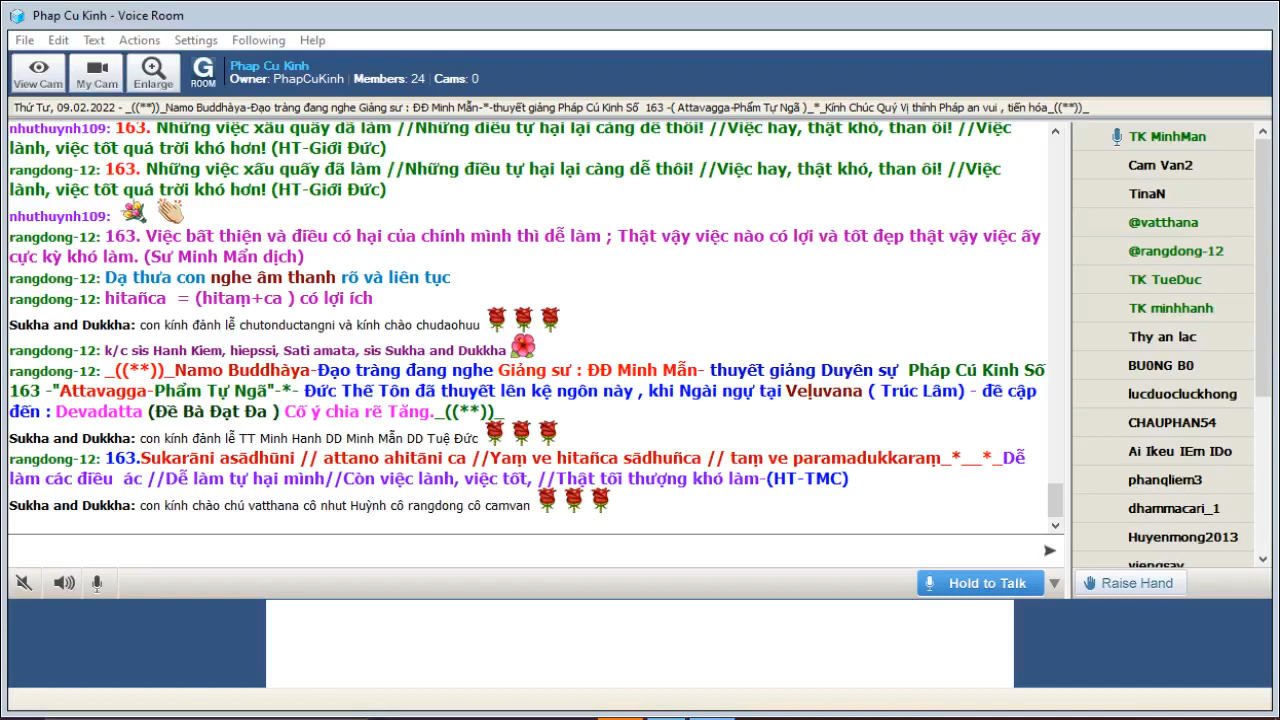 Phap Cu Kinh - Voice Room
File Edit Text Actions Settings Following Help
View Cam My Cam Enlarge G ROOM
Phap Cu Kinh
Owner: PhapCuKinh Members: 24 Cams: 0
Thứ Tư, 09.02.2022 - _((**))_Namo Buddhàya-Đạo tràng đang nghe Giảng sư : ĐĐ Minh Mẫn-*-thuyết giảng Pháp Cú Kinh Số 163 -( Attavagga-Phẩm Tự Ngã )_*_Kính Chúc Quý Vị thính Pháp an vui , tiến hóa_((**))_
nhuthuynh109: 163. Những việc xấu quấy đã làm //Những điều tự hại lại càng dễ thôi! //Việc hay, thật khó, than ôi! //Việc
lành, việc tốt quá trời khó hơn! (HT-Giới Đức)
rangdong-12: 163. Những việc xấu quấy đã làm //Những điều tự hại lại càng dễ thôi! //Việc hay, thật khó, than ôi! //Việc
lành, việc tốt quá trời khó hơn! (HT-Giới Đức)
nhuthuynh109:
rangdong-12: 163. Việc bất thiện và điều có hại của chính mình thì dễ làm ; Thật vậy việc nào có lợi và tốt đẹp thật vậy việc ấy
cực kỳ khó làm. (Sư Minh Mẩn dịch)
rangdong-12: Dạ thưa con nghe âm thanh rõ và liên tục
rangdong-12: hitañca = (hitaṃ+ca ) có lợi ích
Sukha and Dukkha: con kính đảnh lễ chutonductangni và kính chào chudaohuu
rangdong-12: k/c sis Hanh Kiem, hiepssi, Sati amata, sis Sukha and Dukkha
rangdong-12: _((**))_Namo Buddhàya-Đạo tràng đang nghe Giảng sư : ĐĐ Minh Mẫn- thuyết giảng Duyên sự Pháp Cú Kinh Số
163 -"Attavagga-Phẩm Tự Ngã"-*- Đức Thế Tôn đã thuyết lên kệ ngôn này , khi Ngài ngự tại Veḷuvana ( Trúc Lâm) - đề cập
đến : Devadatta (Đề Bà Đạt Đa ) Cố ý chia rẽ Tăng._((**))_
Sukha and Dukkha: con kính đảnh lễ TT Minh Hanh DD Minh Mẫn DD Tuệ Đức
rangdong-12: 163.Sukarāni asādhūni // attano ahitāni ca //Yaṃ ve hitañca sādhuñca // taṃ ve paramadukkaraṃ_*__*_Dễ
làm các điều ác //Dễ làm tự hại mình//Còn việc lành, việc tốt, //Thật tối thượng khó làm-(HT-TMC)
Sukha and Dukkha: con kính chào chú vatthana cô nhut Huỳnh cô rangdong cô camvan
TK MinhMan
Cam Van2
TinaN
@vatthana
@rangdong-12
TK TueDuc
TK minhhanh
Thy an lac
BU0NG B0
lucduocluckhong
CHAUPHAN54
Ai Ikeu IEm IDo
phanqliem3
dhammacari_1
Huyenmong2013
viengsay
Hold to Talk
Raise Hand